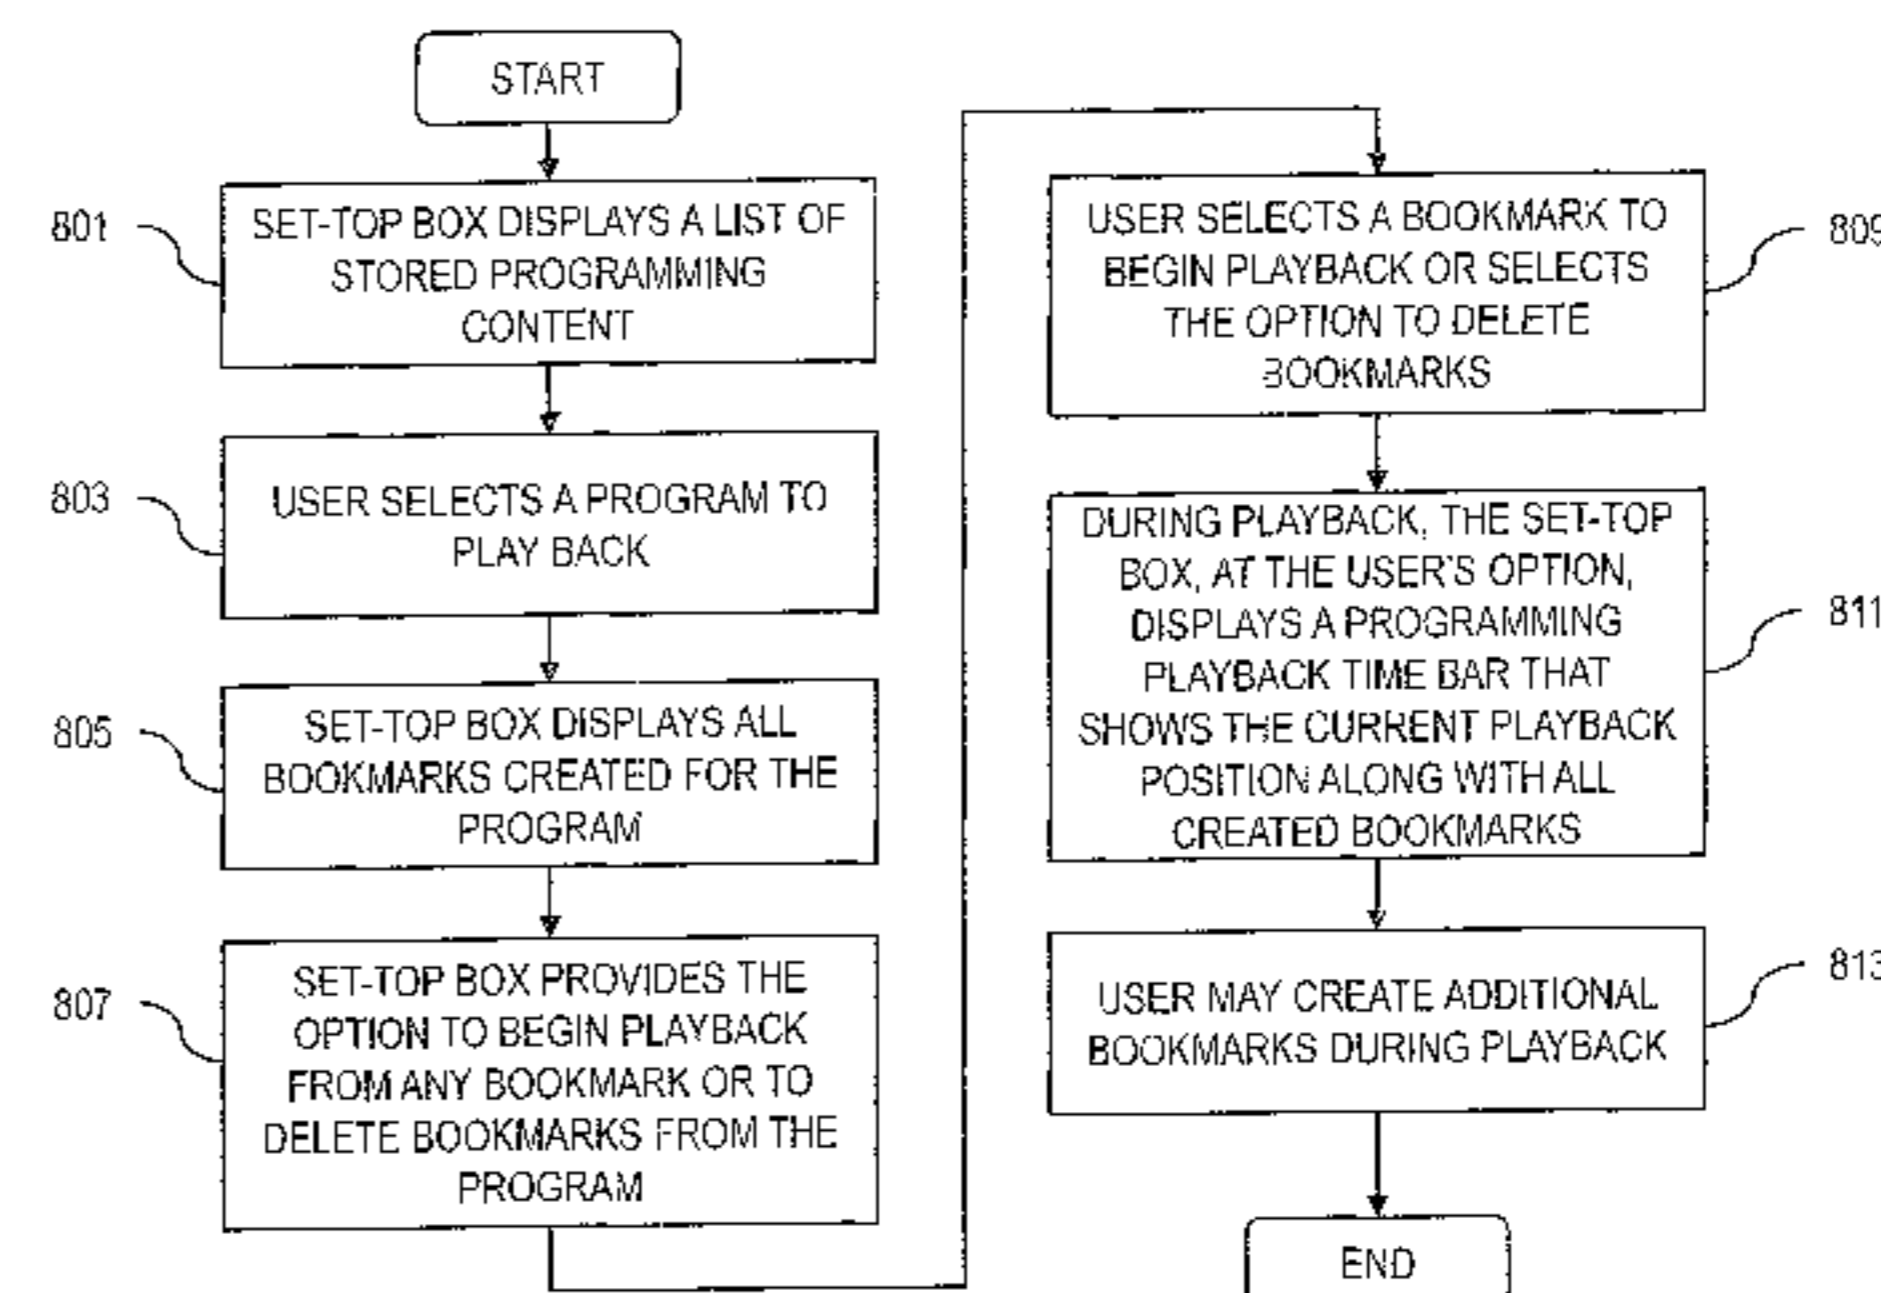 START
801
SET-TOP BOX DISPLAYS A LIST OF
STORED PROGRAMMING
CONTENT
803
USER SELECTS A PROGRAM TO
PLAY BACK
805
SET-TOP BOX DISPLAYS ALL
BOOKMARKS CREATED FOR THE
PROGRAM
807
SET-TOP BOX PROVIDES THE
OPTION TO BEGIN PLAYBACK
FROM ANY BOOKMARK OR TO
DELETE BOOKMARKS FROM THE
PROGRAM
USER SELECTS A BOOKMARK TO
BEGIN PLAYBACK OR SELECTS
THE OPTION TO DELETE
BOOKMARKS
809
DURING PLAYBACK, THE SET-TOP
BOX, AT THE USER'S OPTION,
DISPLAYS A PROGRAMMING
PLAYBACK TIME BAR THAT
SHOWS THE CURRENT PLAYBACK
POSITION ALONG WITH ALL
CREATED BOOKMARKS
811
USER MAY CREATE ADDITIONAL
BOOKMARKS DURING PLAYBACK
813
END